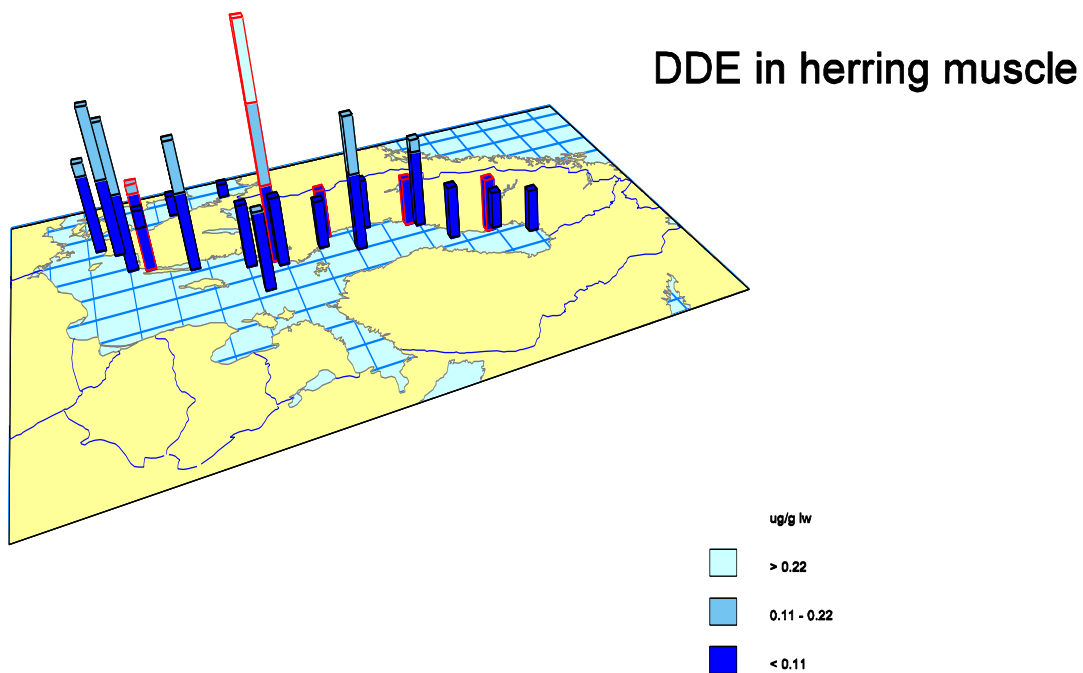 DDE in herring muscle
ug/g lw
> 0.22
0.11 - 0.22
< 0.11